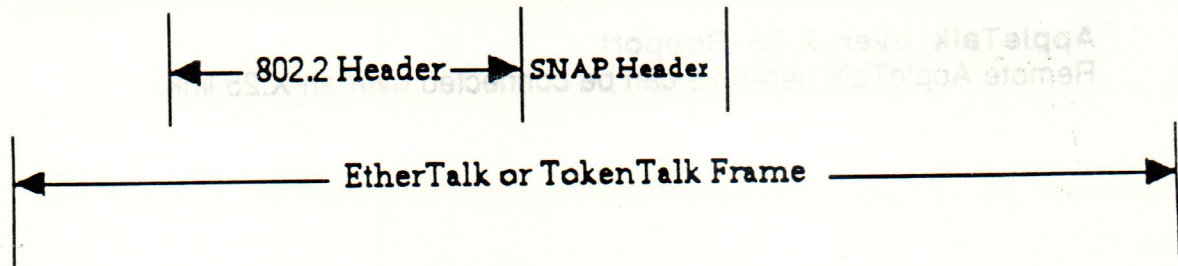 AppleTalk over X.25 Support
Remote AppleTalk networks can be connected over an X.25 link.
802.2 Header
SNAP Header
EtherTalk or TokenTalk Frame